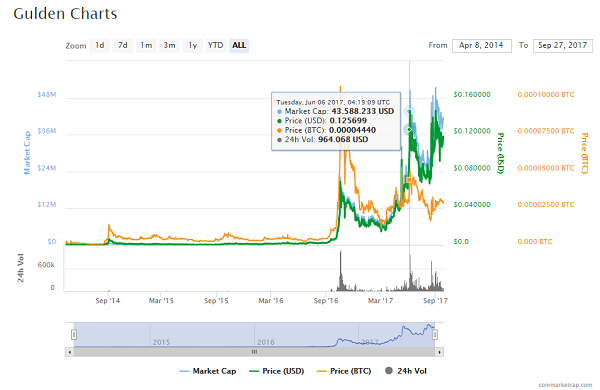 Gulden Charts
Zoom 1d 7d 1m 3m 1y YTD ALL From Apr 8, 2014 To Sep 27, 2017
Tuesday, Jun 06 2017, 04:19:09 UTC
Market Cap: 43.588.233 USD
Price (USD): 0.125699
Price (BTC): 0.00004440
24h Vol: 964.068 USD
Market Cap
$48M
$36M
$24M
$12M
$0
$0.160000
$0.120000
$0.080000
$0.040000
$0.0
Price (USD)
0.00010000 BTC
0.00007500 BTC
0.00005000 BTC
0.00002500 BTC
0.000 BTC
Price (BTC)
24h Vol
600k
0
Sep '14 Mar '15 Sep '15 Mar '16 Sep '16 Mar '17 Sep '17
2015 2016 2017
Market Cap Price (USD) Price (BTC) 24h Vol
coinmarketcap.com